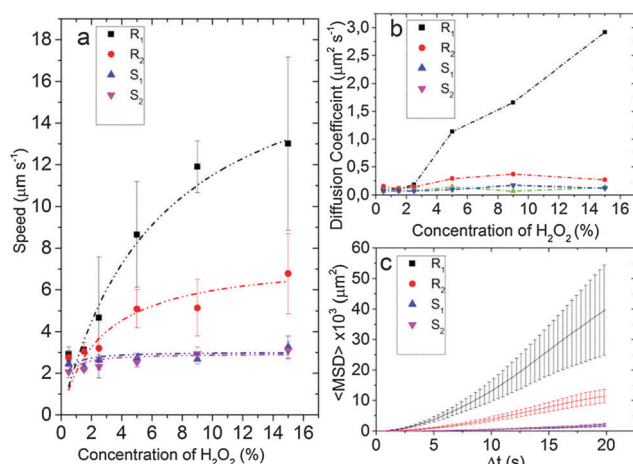 a
R₁
R₂
S₁
S₂
Speed (μm s⁻¹)
18
16
14
12
10
8
6
4
2
0
0 2 4 6 8 10 12 14 16
Concentration of H₂O₂ (%)
b
R₁
R₂
S₁
S₂
Diffusion Coefficeint (μm² s⁻¹)
3,0
2,5
2,0
1,5
1,0
0,5
0,0
0 2 4 6 8 10 12 14 16
Concentration of H₂O₂ (%)
c
R₁
R₂
S₁
S₂
<MSD> x10³ (μm²)
60
50
40
30
20
10
0
5 10 15 20
Δt (s)